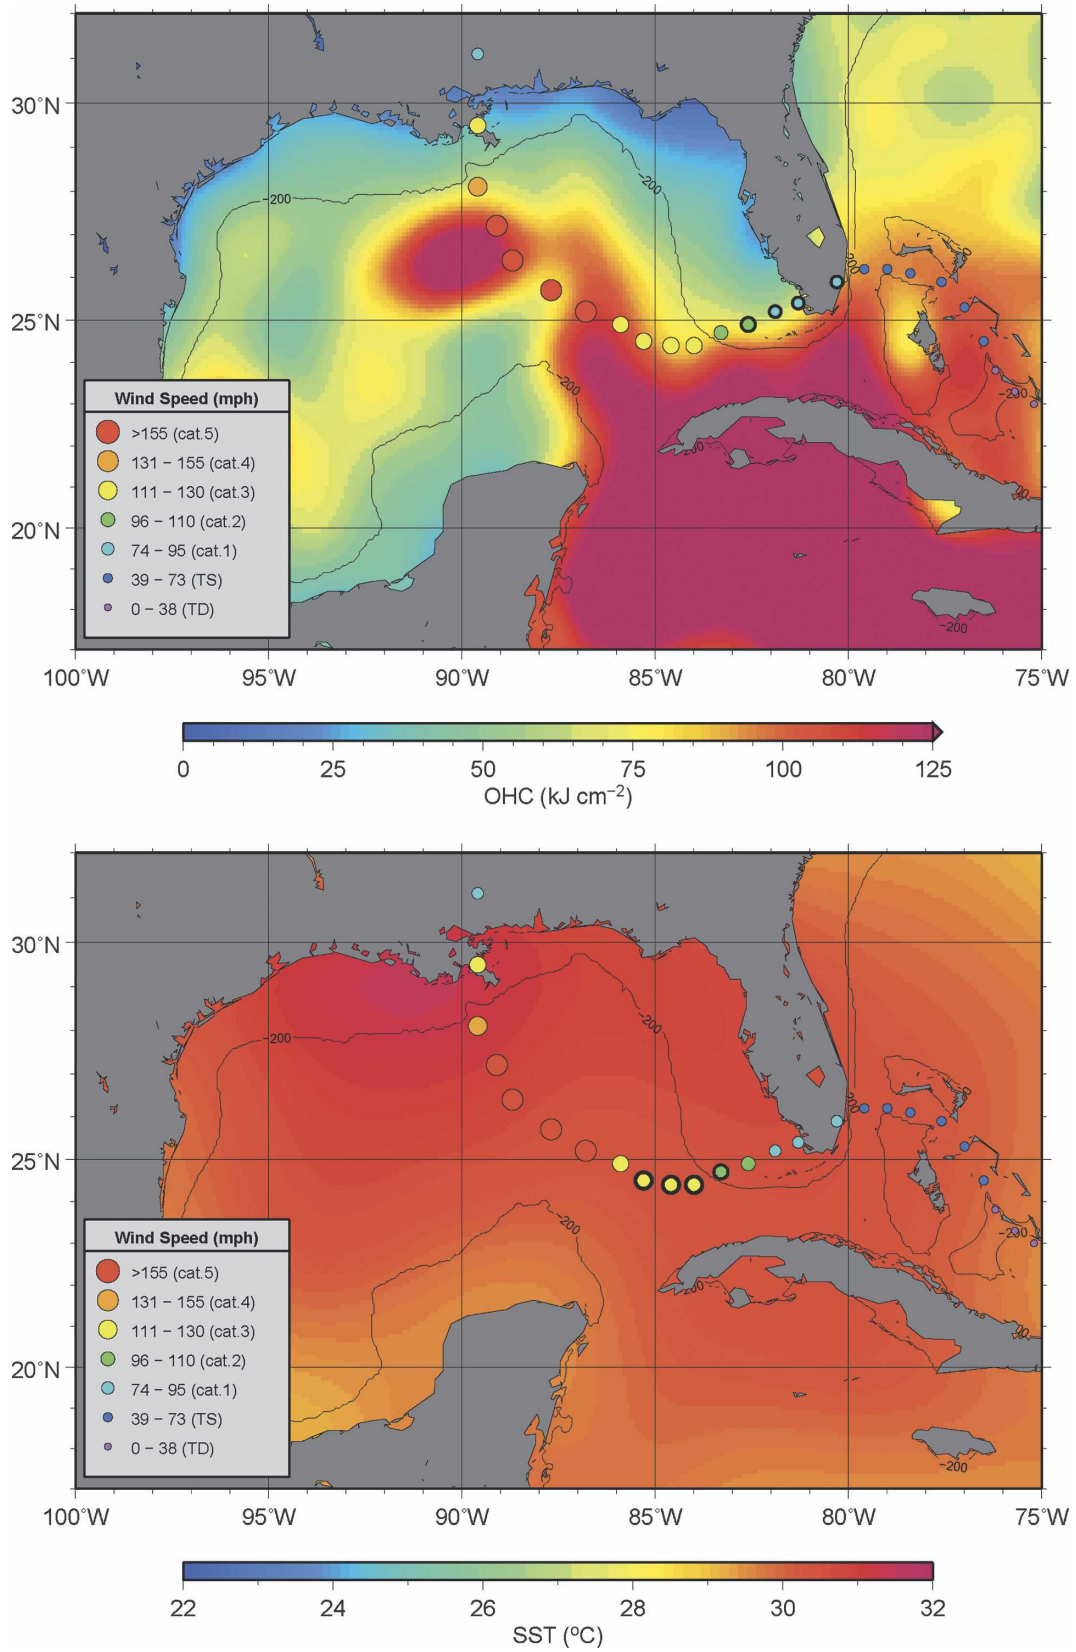 30°N
25°N
20°N
-200
-200
200
-200
-200
00
00
-200
Wind Speed (mph)
>155 (cat.5)
131 – 155 (cat.4)
111 – 130 (cat.3)
96 – 110 (cat.2)
74 – 95 (cat.1)
39 – 73 (TS)
0 – 38 (TD)
100°W 95°W 90°W 85°W 80°W 75°W
0 25 50 75 100 125
OHC (kJ cm⁻²)
30°N
25°N
20°N
-200
-200
200
-200
-200
00
00
-200
Wind Speed (mph)
>155 (cat.5)
131 – 155 (cat.4)
111 – 130 (cat.3)
96 – 110 (cat.2)
74 – 95 (cat.1)
39 – 73 (TS)
0 – 38 (TD)
100°W 95°W 90°W 85°W 80°W 75°W
22 24 26 28 30 32
SST (°C)